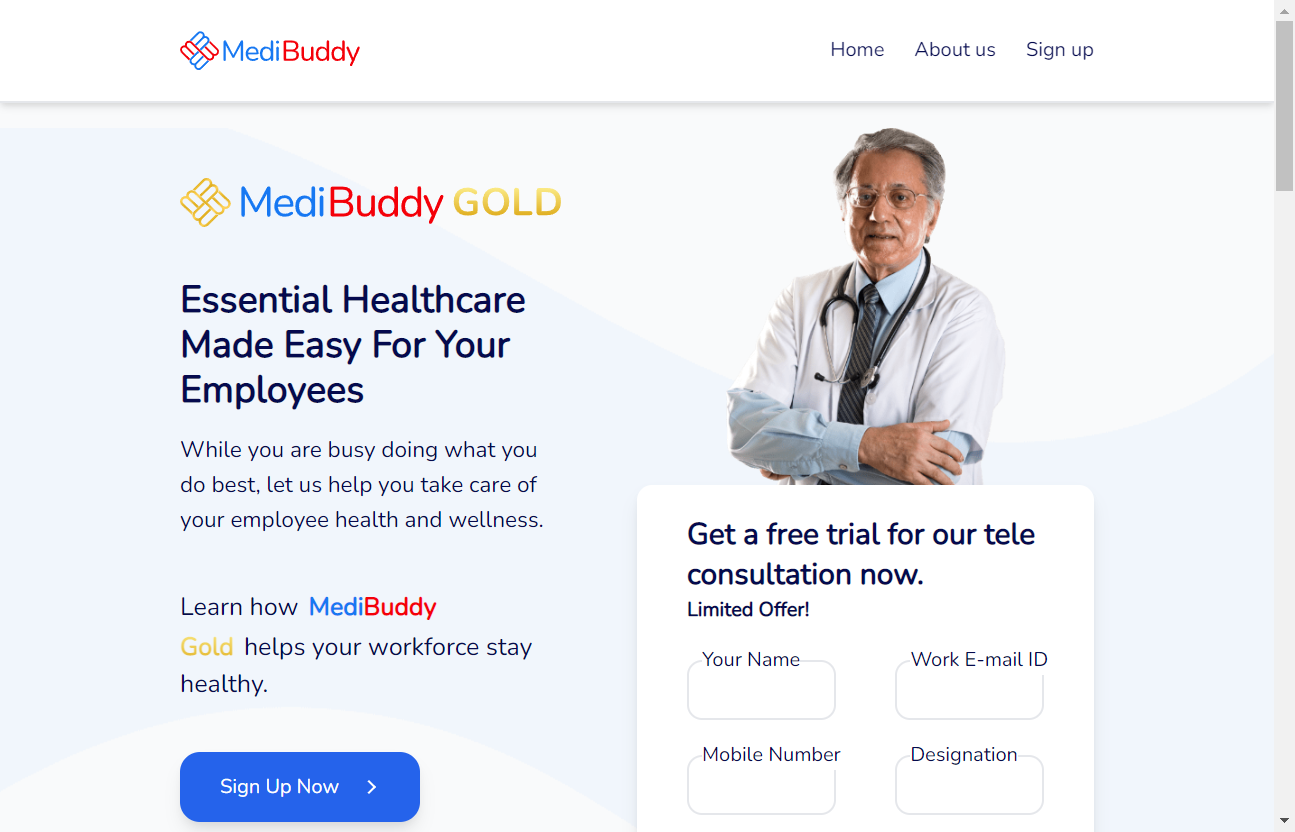 MediBuddy
Home
About us
Sign up
MediBuddy GOLD
Essential Healthcare
Made Easy For Your
Employees
While you are busy doing what you
do best, let us help you take care of
your employee health and wellness.
Learn how MediBuddy
Gold helps your workforce stay
healthy.
Sign Up Now
Get a free trial for our tele
consultation now.
Limited Offer!
Your Name
Work E-mail ID
Mobile Number
Designation